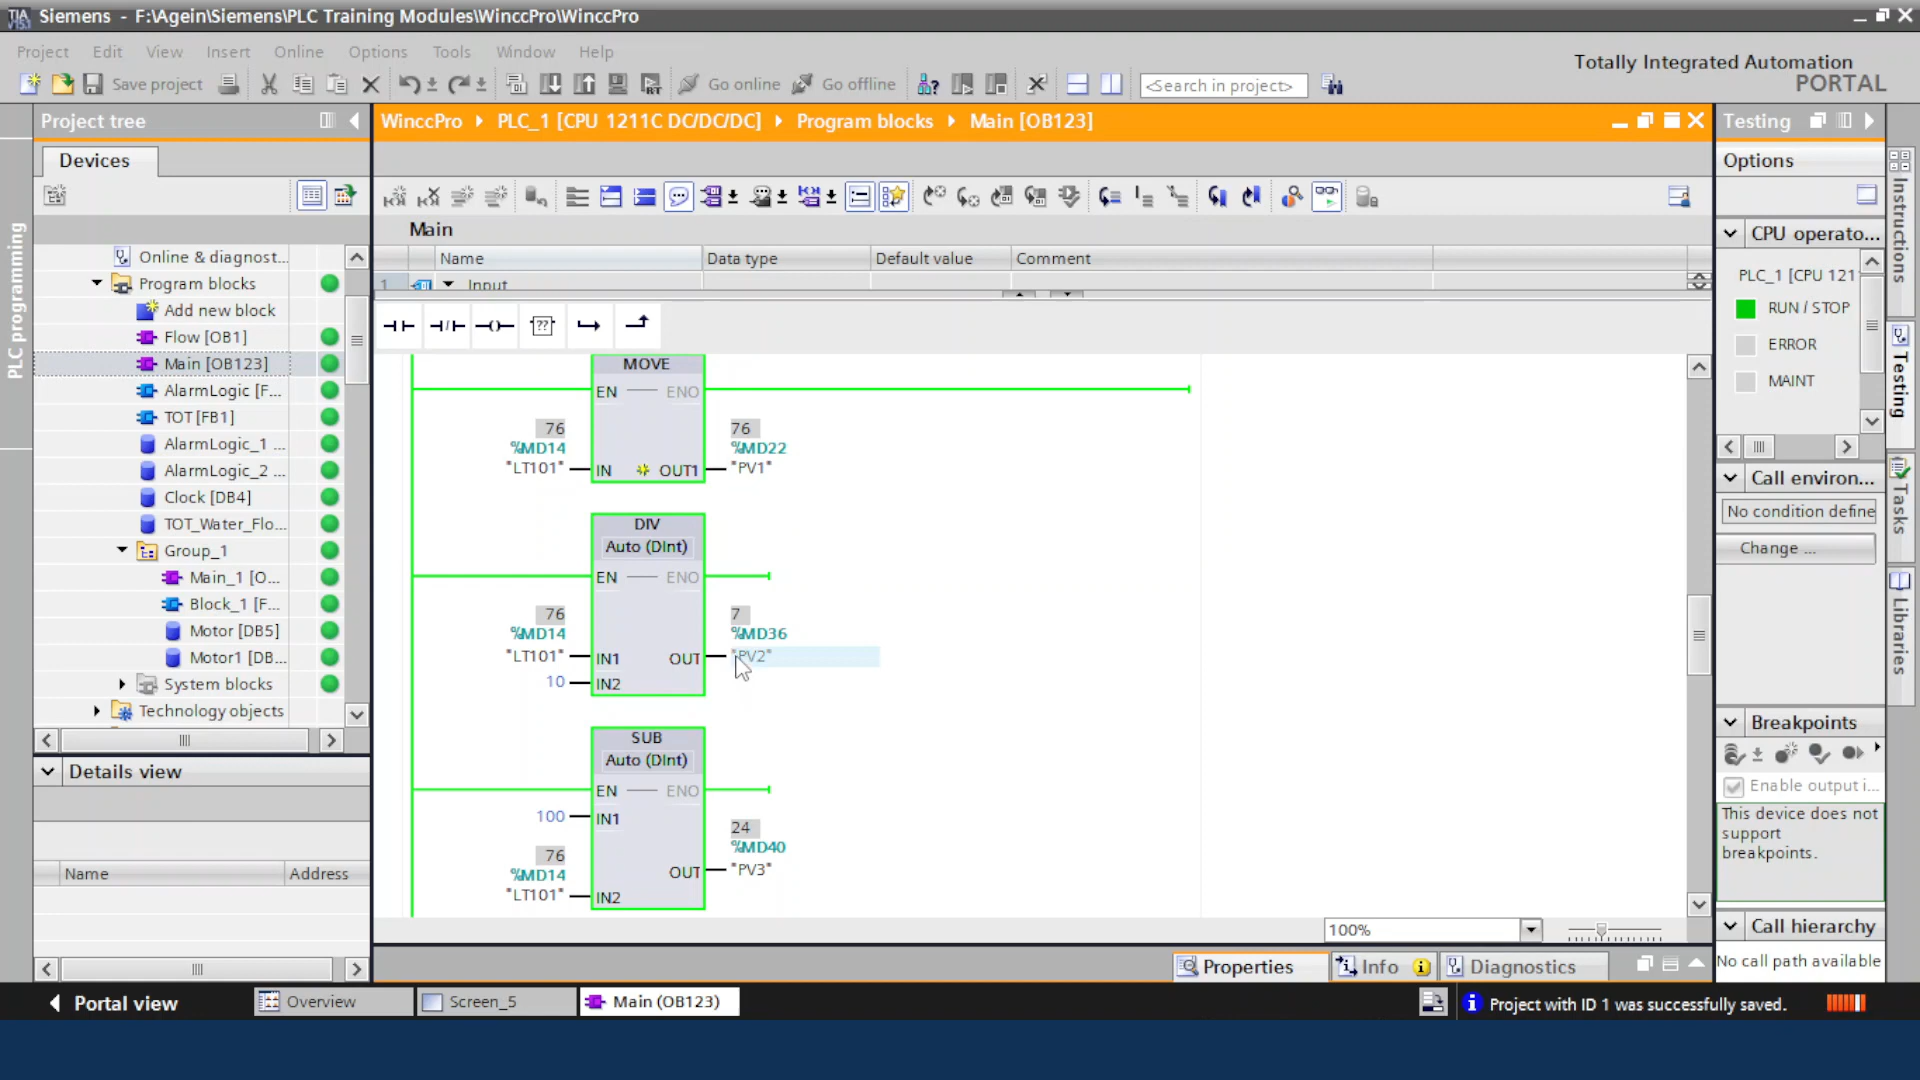 Siemens - F:\Agein\Siemens\PLC Training Modules\WinccPro\WinccPro
Project Edit View Insert Online Options Tools Window Help
Totally Integrated Automation
PORTAL
Save project
Go online
Go offline
<Search in project>
Project tree
WinccPro PLC_1 [CPU 1211C DC/DC/DC] Program blocks Main [OB123]
Testing
Devices
Options
PLC programming
Online & diagnost...
Program blocks
Add new block
Flow [OB1]
Main [OB123]
AlarmLogic [F...
TOT [FB1]
AlarmLogic_1 ...
AlarmLogic_2 ...
Clock [DB4]
TOT_Water_Flo...
Group_1
Main_1 [O...
Block_1 [F...
Motor [DB5]
Motor1 [DB...
System blocks
Technology objects
Details view
Name Address
Main
Name Data type Default value Comment
1 Input
??
MOVE
EN ENO
76
%MD14
"LT101" IN OUT1
76
%MD22
"PV1"
DIV
Auto (DInt)
EN ENO
76
%MD14
"LT101" IN1 OUT
7
%MD36
"PV2"
10 IN2
SUB
Auto (DInt)
EN ENO
100 IN1
24
%MD40
OUT "PV3"
76
%MD14
"LT101" IN2
100%
Properties Info Diagnostics
CPU operato...
PLC_1 [CPU 121
RUN / STOP
ERROR
MAINT
Call environ...
No condition define
Change ...
Breakpoints
Enable output i...
This device does not
support
breakpoints.
Call hierarchy
No call path available
Instructions
Testing
Tasks
Libraries
Portal view Overview Screen_5 Main (OB123) Project with ID 1 was successfully saved.